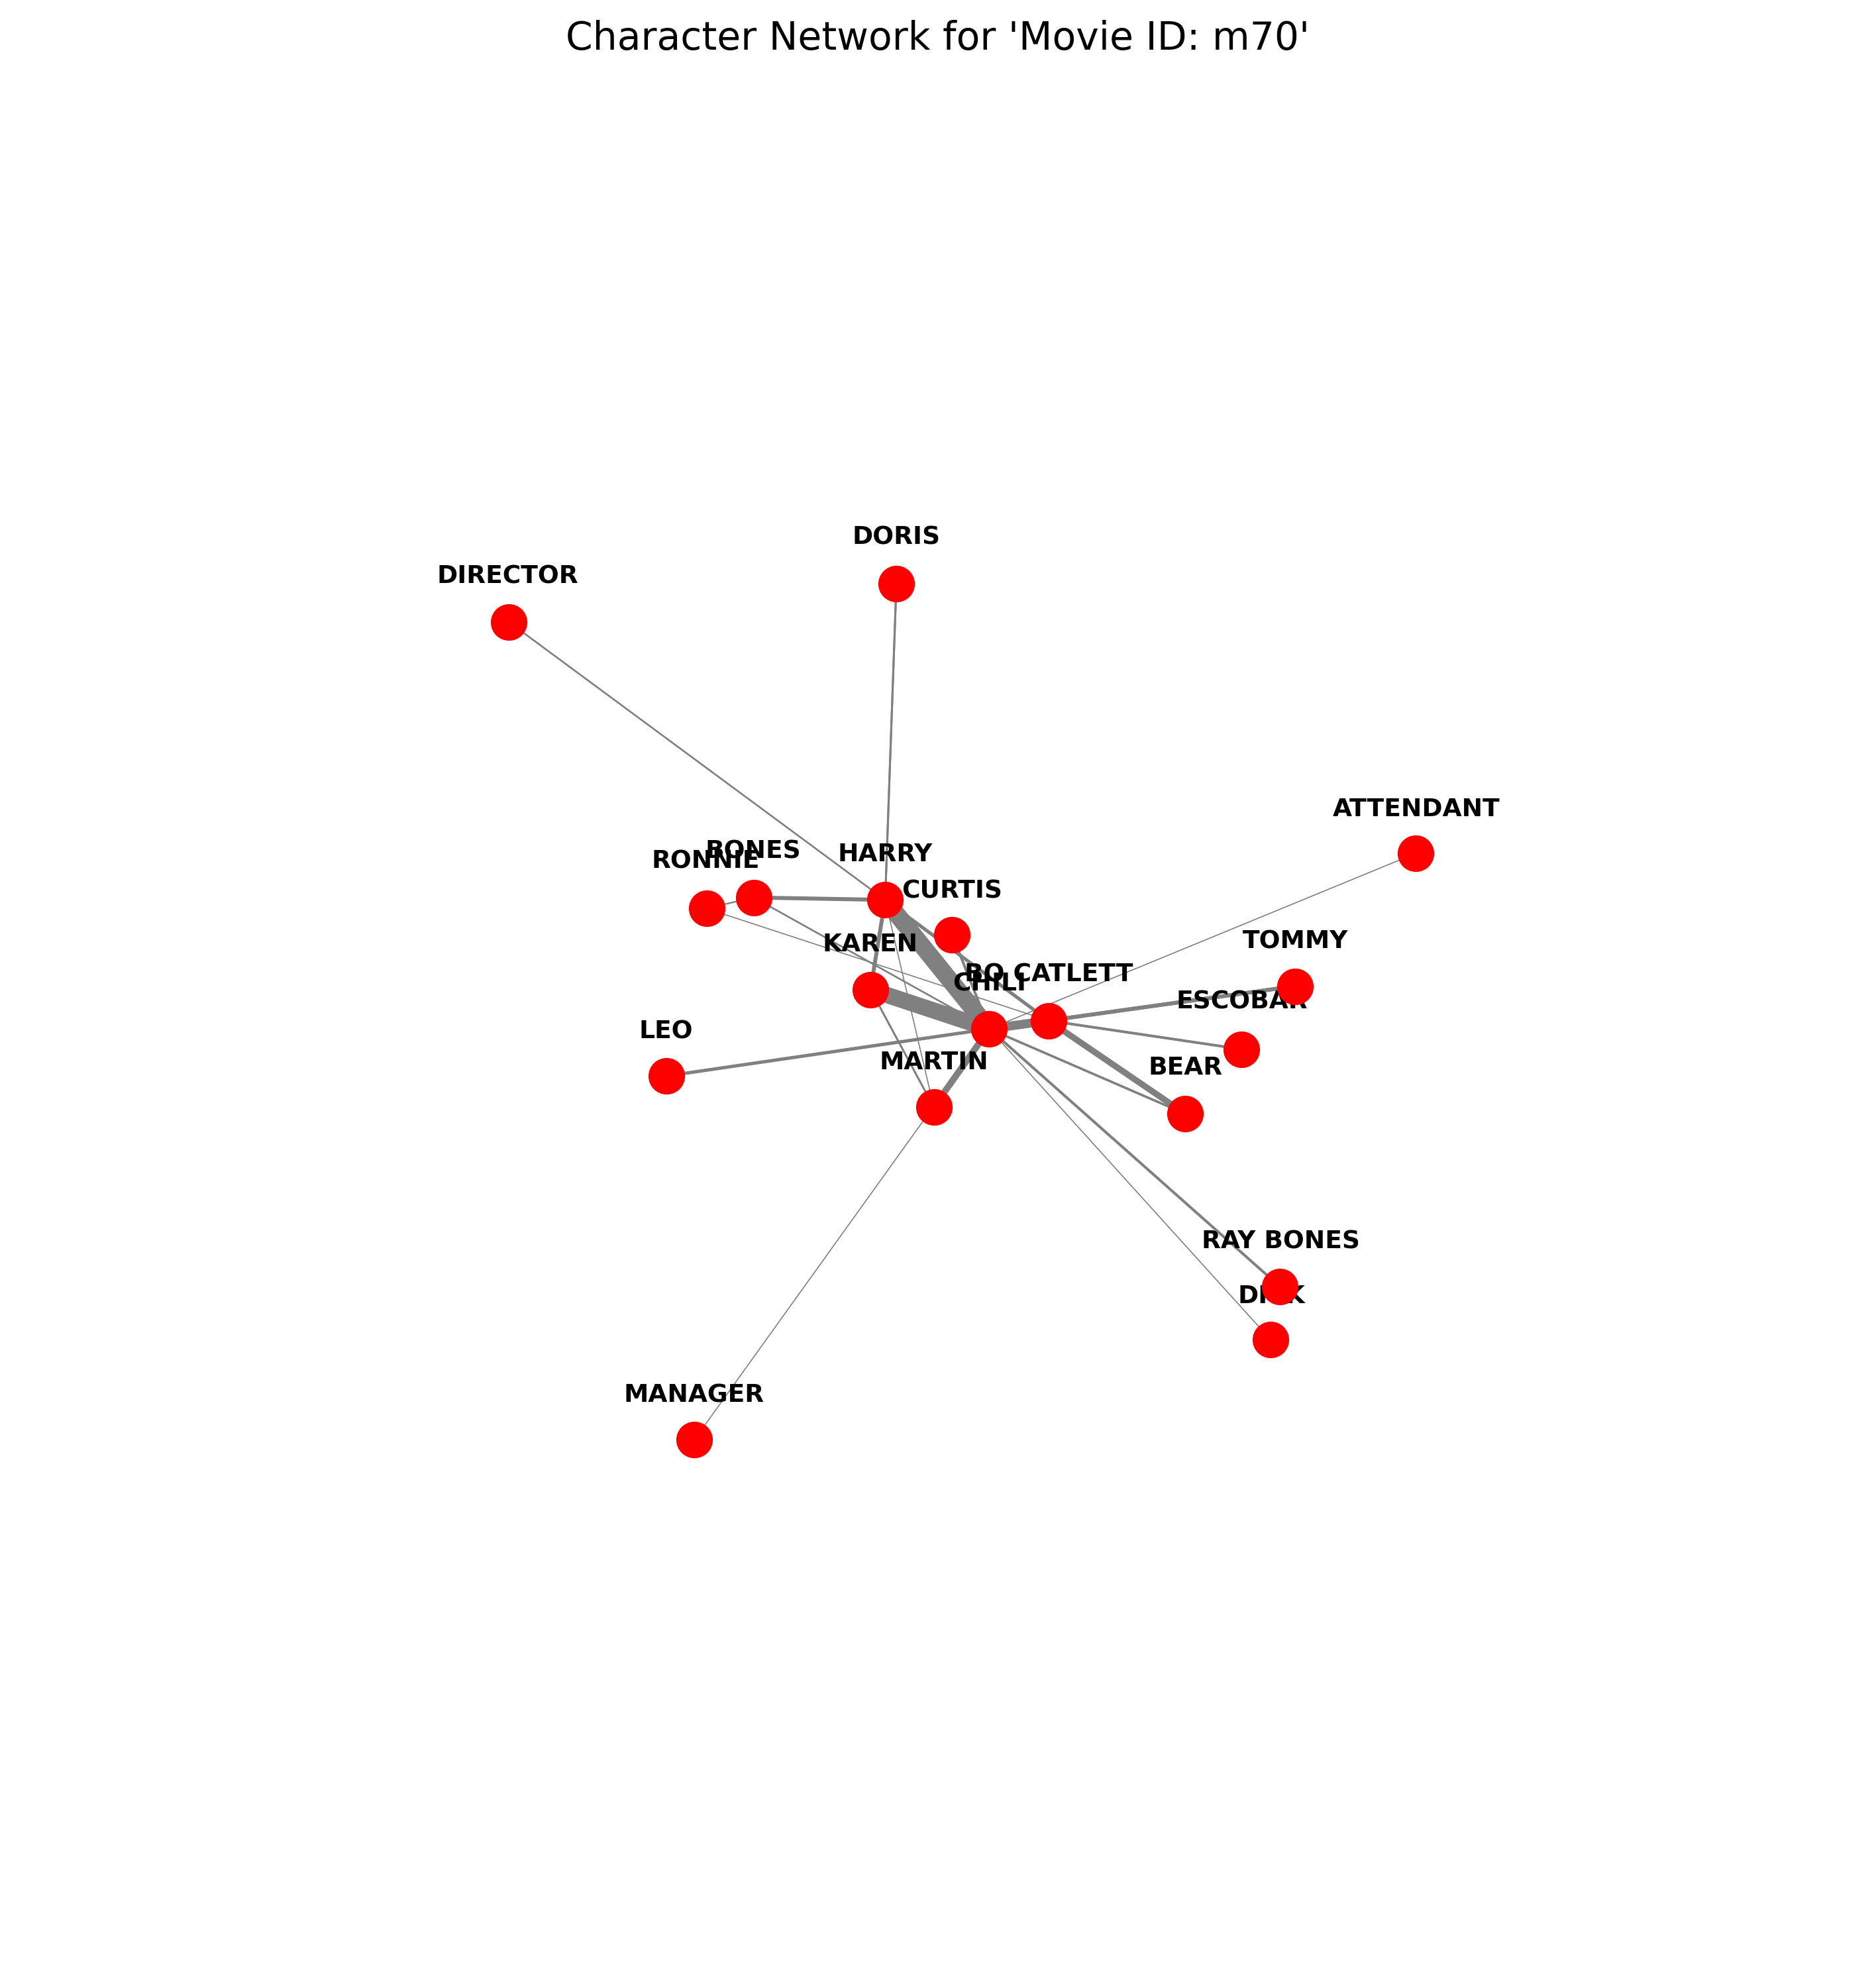 Character Network for 'Movie ID: m70'
DORIS
DIRECTOR
ATTENDANT
BONES
HARRY
RONNIE
CURTIS
TOMMY
KAREN
BO CATLETT
CHILI
ESCOBAR
LEO
MARTIN
BEAR
RAY BONES
MANAGER